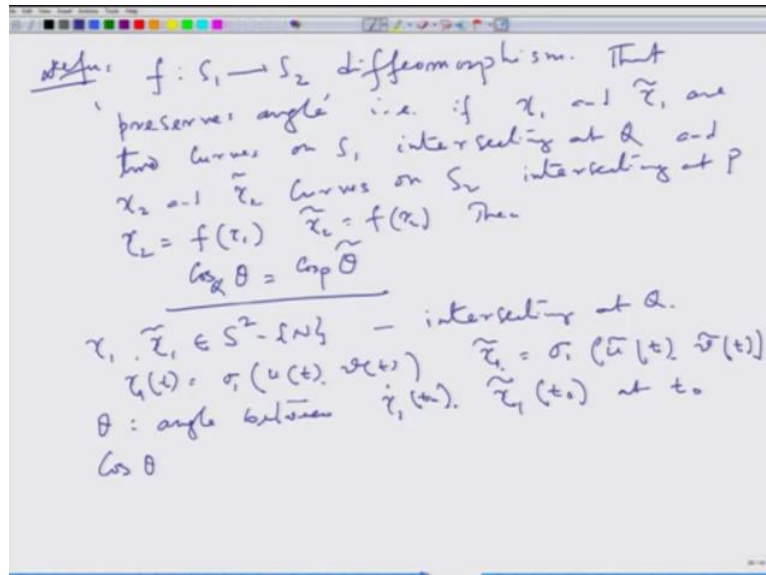 Defn: f : S₁ → S₂ diffeomorphism. That
'preserves angle' i.e. if γ₁ and γ̃₁ are
two curves on S₁ intersecting at Q and
γ₂ and γ̃₂ curves on S₂ intersecting at P
γ₂ = f(γ₁) γ̃₂ = f(γ̃₁) Then
Cos_Q θ = Cos_P θ̃
γ₁, γ̃₁ ∈ S² - {N} — intersecting at Q.
γ₁(t) = σ₁(u(t), v(t)) γ̃₁ = σ₁(ũ(t), ṽ(t))
θ : angle between γ̇₁(t₀), γ̃₁(t₀) at t₀
Cos θ